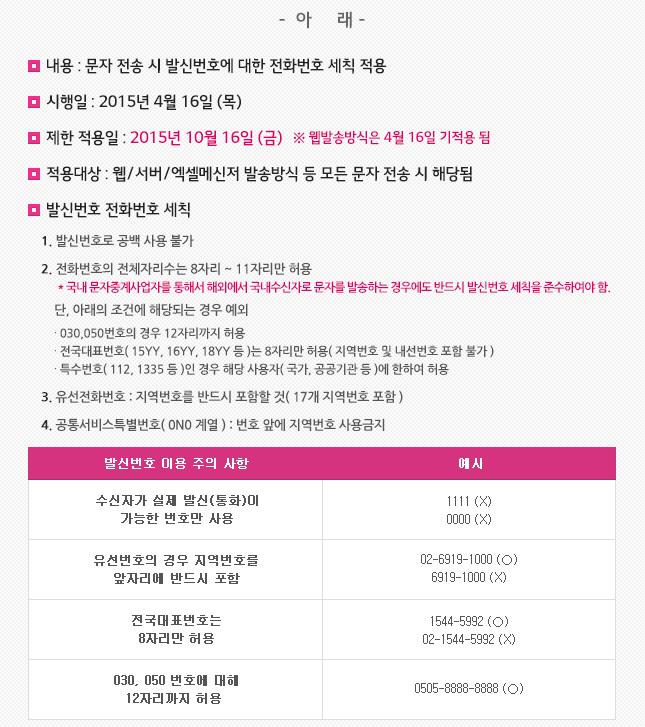 - 아 래 -
내용 : 문자 전송 시 발신번호에 대한 전화번호 세칙 적용
시행일 : 2015년 4월 16일 (목)
제한 적용일 : 2015년 10월 16일 (금) ※ 웹발송방식은 4월 16일 기적용 됨
적용대상 : 웹/서버/엑셀메신저 발송방식 등 모든 문자 전송 시 해당됨
발신번호 전화번호 세칙
1. 발신번호로 공백 사용 불가
2. 전화번호의 전체자리수는 8자리 ~ 11자리만 허용
* 국내 문자중계사업자를 통해서 해외에서 국내수신자로 문자를 발송하는 경우에도 반드시 발신번호 세칙을 준수하여야 함.
단, 아래의 조건에 해당되는 경우 예외
· 030,050번호의 경우 12자리까지 허용
· 전국대표번호( 15YY, 16YY, 18YY 등 )는 8자리만 허용( 지역번호 및 내선번호 포함 불가 )
· 특수번호( 112, 1335 등 )인 경우 해당 사용자( 국가, 공공기관 등 )에 한하여 허용
3. 유선전화번호 : 지역번호를 반드시 포함할 것( 17개 지역번호 포함 )
4. 공통서비스특별번호( 0N0 계열 ) : 번호 앞에 지역번호 사용금지
발신번호 이용 주의 사항 예시
수신자가 실제 발신(통화)이
가능한 번호만 사용
1111 (X)
0000 (X)
유선번호의 경우 지역번호를
앞자리에 반드시 포함
02-6919-1000 (○)
6919-1000 (X)
전국대표번호는
8자리만 허용
1544-5992 (○)
02-1544-5992 (X)
030, 050 번호에 대해
12자리까지 허용
0505-8888-8888 (○)